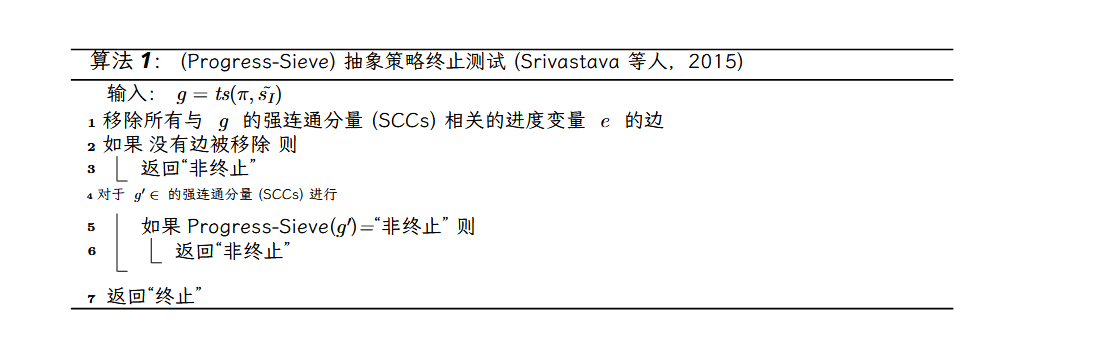 算法 1： (Progress-Sieve) 抽象策略终止测试 (Srivastava 等人，2015)
输入： g = ts(π, s̃_I)
1 移除所有与 g 的强连通分量 (SCCs) 相关的进度变量 e 的边
2 如果 没有边被移除 则
3 返回“非终止”
4 对于 g′ ∈ 的强连通分量 (SCCs) 进行
5 如果 Progress-Sieve(g′)=“非终止” 则
6 返回“非终止”
7 返回“终止”